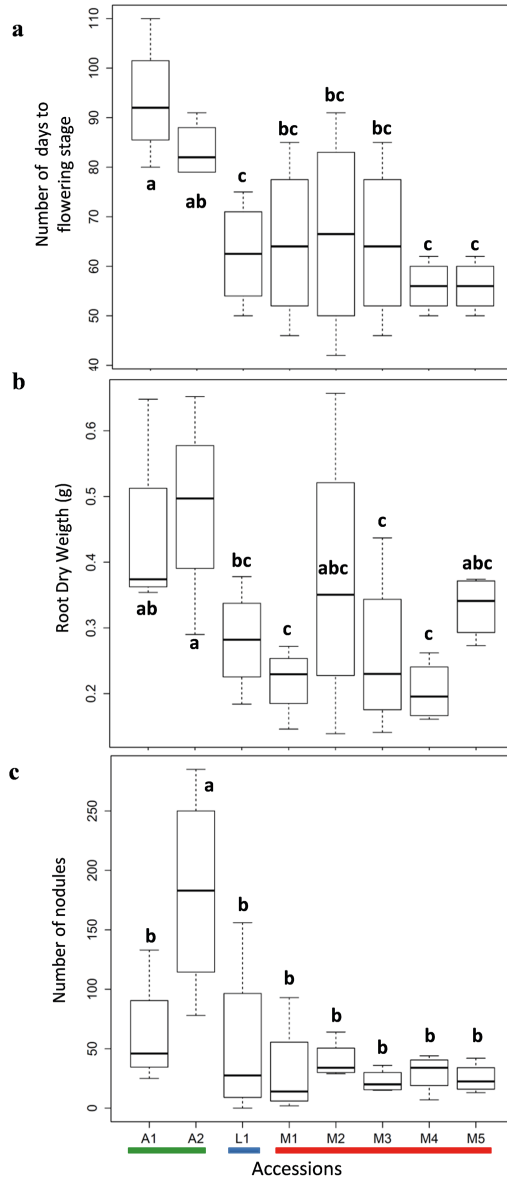 a
Number of days to
flowering stage
110
100
90
80
70
60
50
40
a
ab
c
bc
bc
bc
c
c
b
Root Dry Weigth (g)
0.6
0.5
0.4
0.3
0.2
ab
a
bc
c
abc
c
c
abc
c
Number of nodules
250
200
150
100
50
0
b
a
b
b
b
b
b
b
A1 A2 L1 M1 M2 M3 M4 M5
Accessions